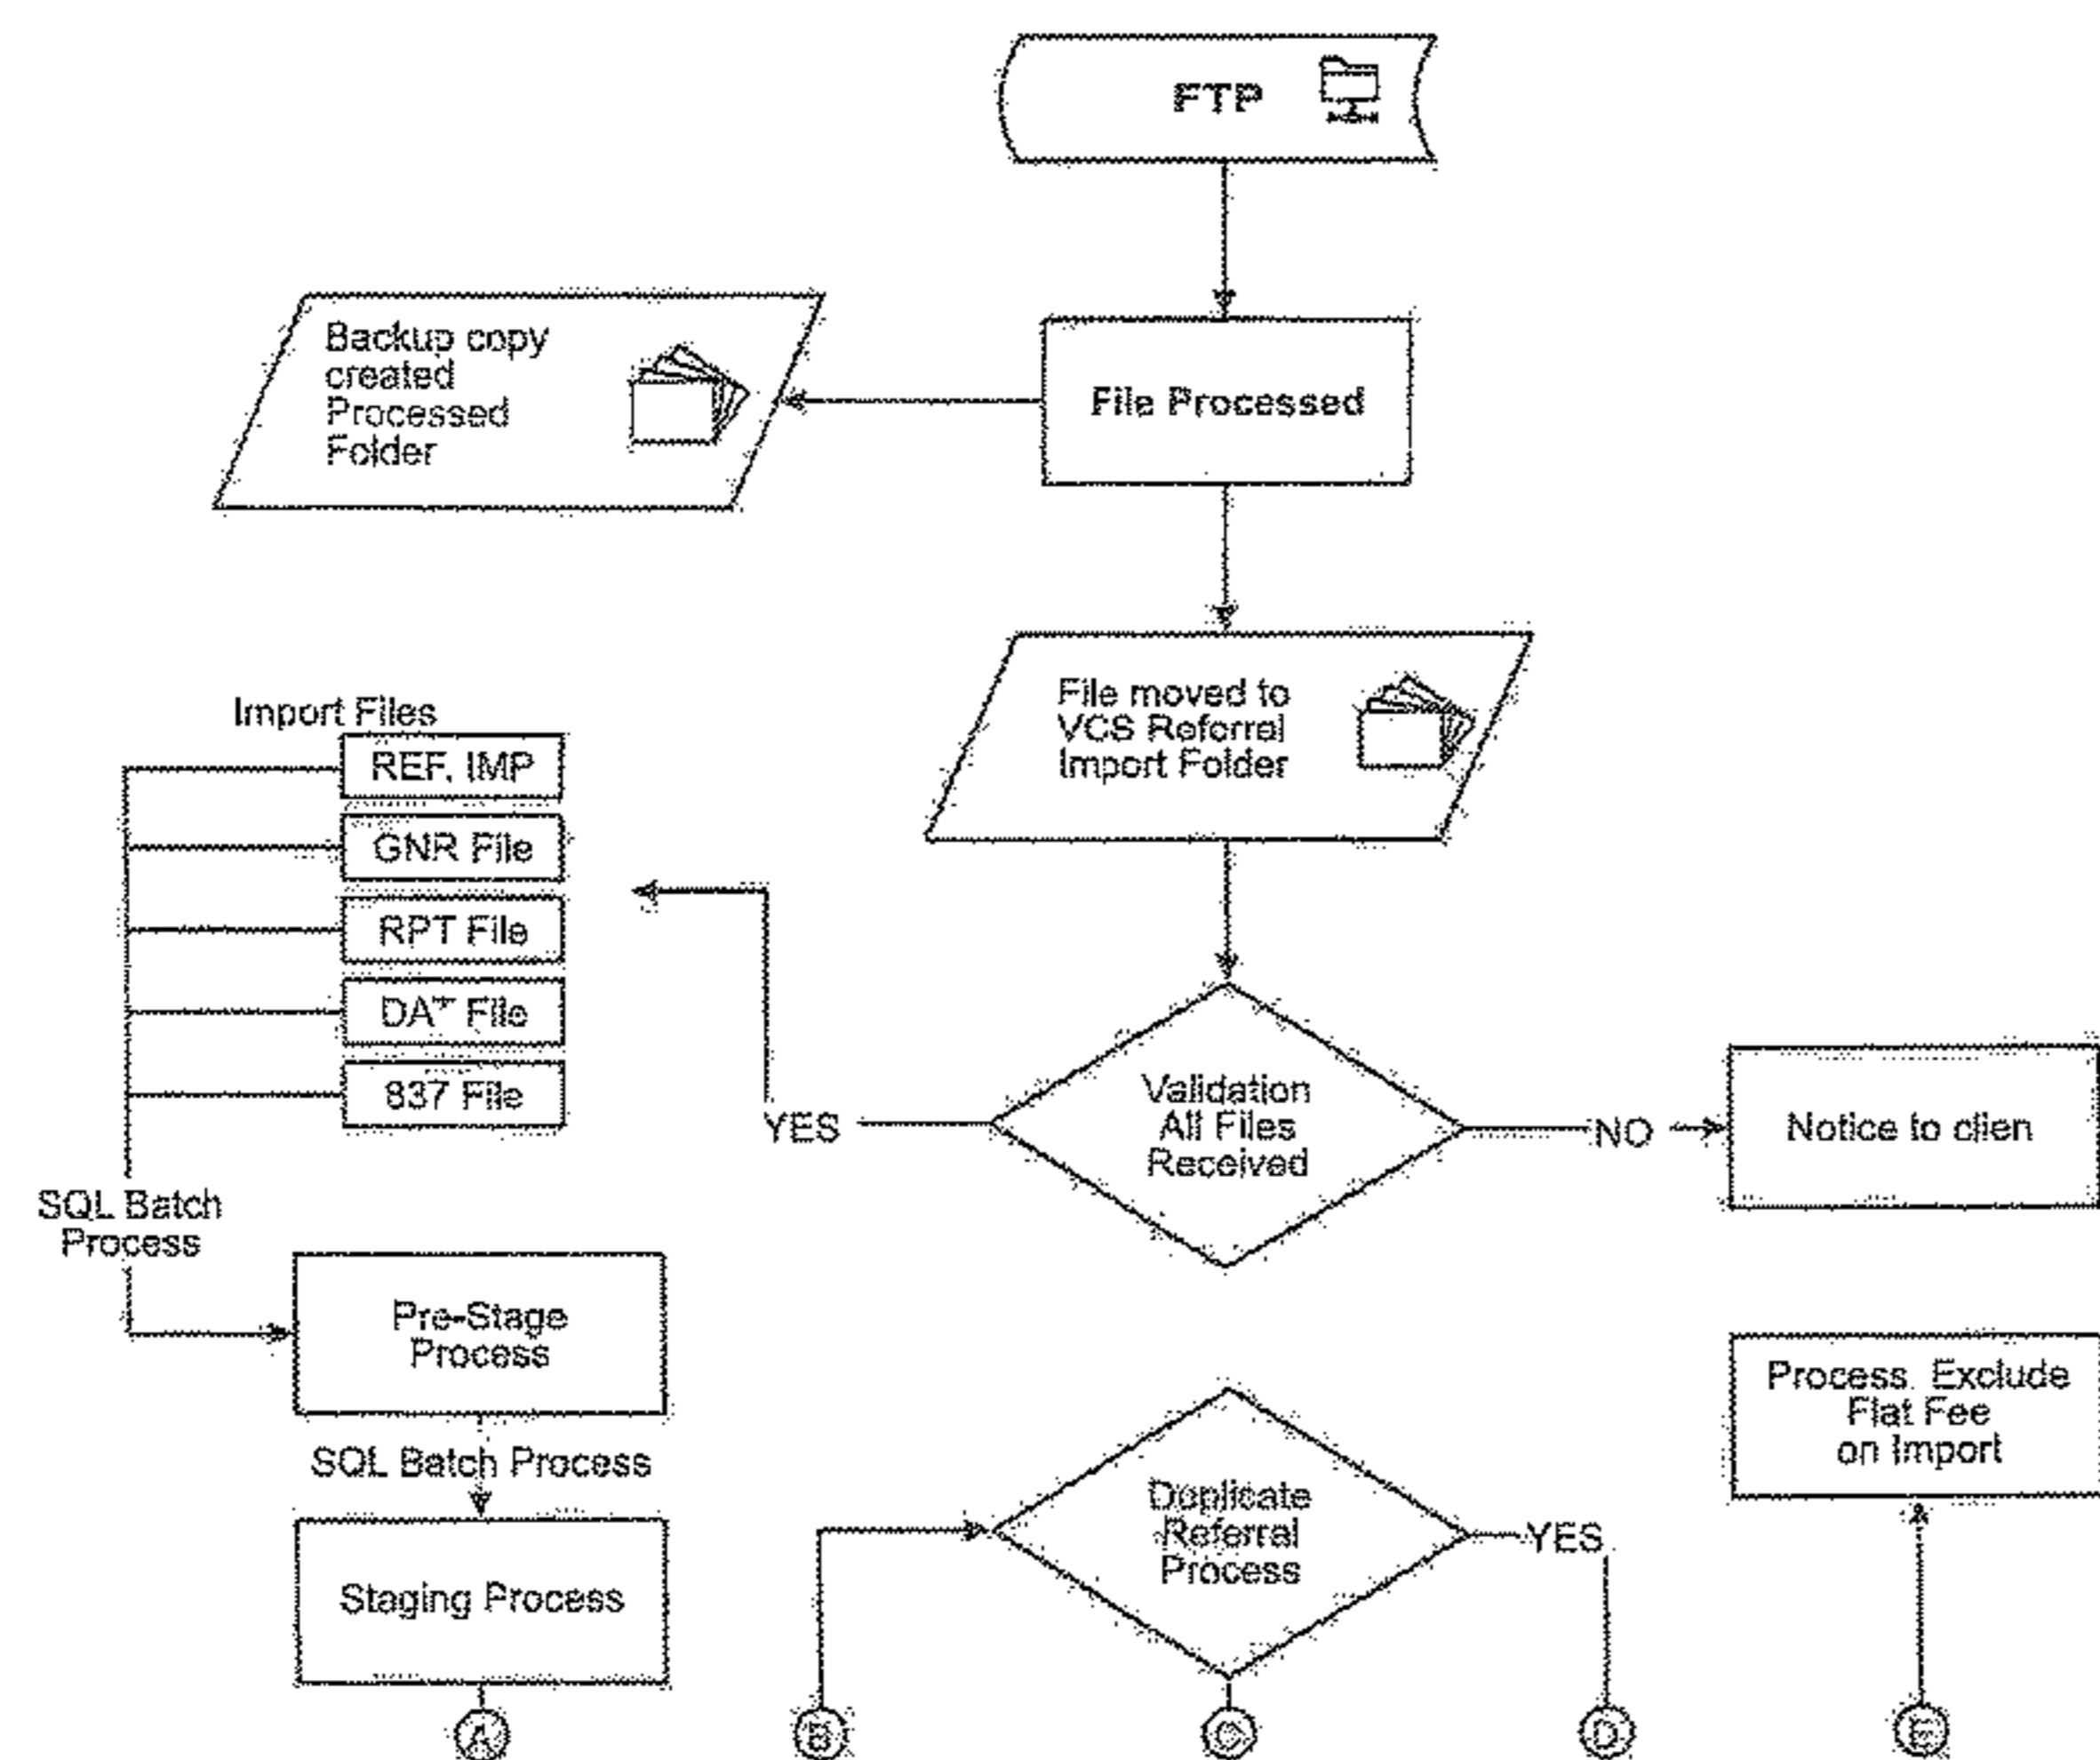 FTP
Backup copy
created
Processed
Folder
File Processed
File moved to
VCS Referral
Import Folder
Import Files
REF. IMP
GNR File
RPT File
DAT File
837 File
Validation
All Files
Received
YES
NO
Notice to clien
SQL Batch
Process
Pre-Stage
Process
SQL Batch Process
Staging Process
Duplicate
Referral
Process
YES
Process Exclude
Flat Fee
on Import
A
B
C
D
E